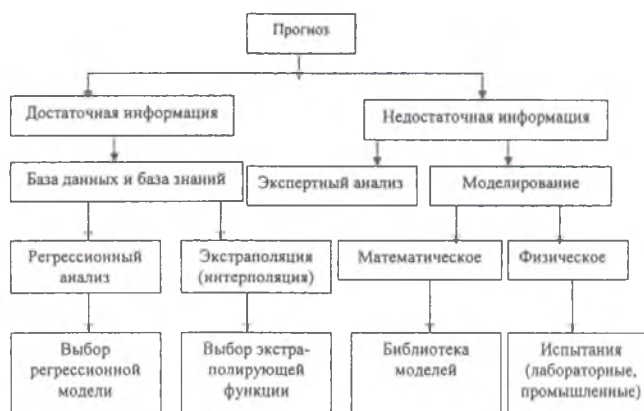 Прогноз
Достаточная информация
Недостаточная информация
База данных и база знаний
Экспертный анализ
Моделирование
Регрессионный
анализ
Экстраполяция
(интерполяция)
Математическое
Физическое
Выбор
регрессионной
модели
Выбор экстра-
полирующей
функции
Библиотека
моделей
Испытания
(лабораторные,
промышленные)